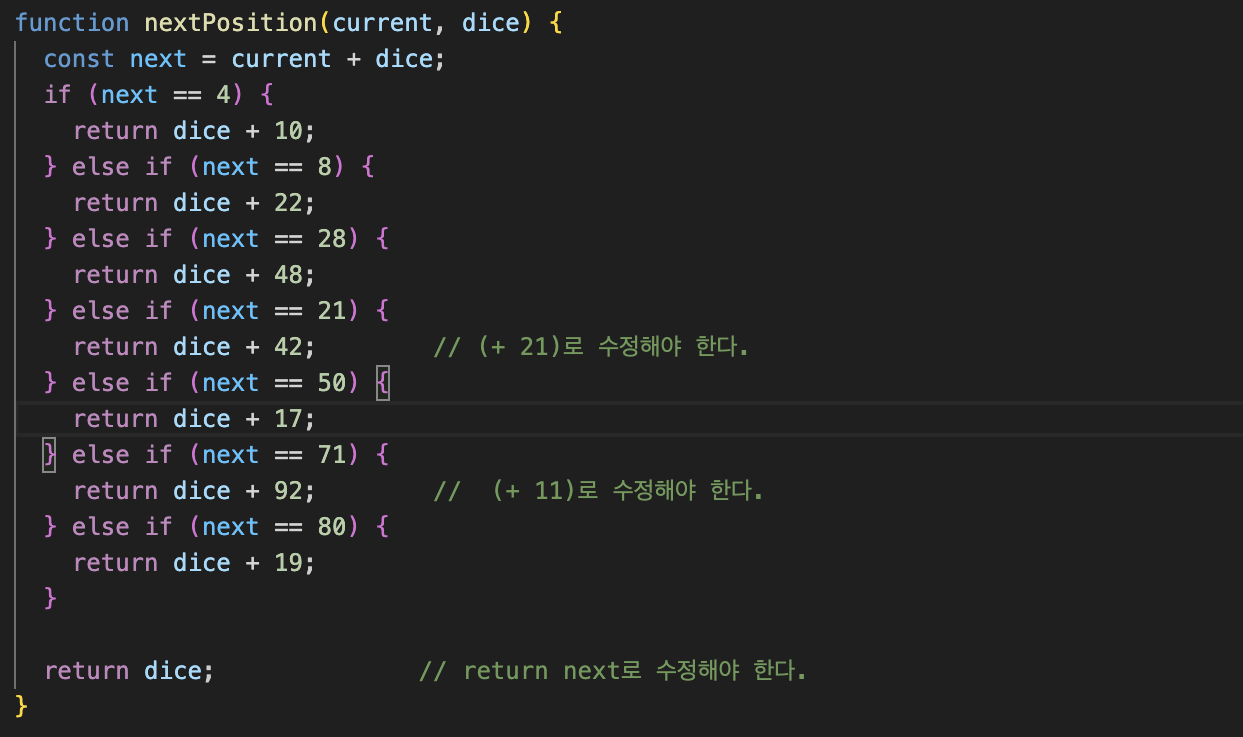 function nextPosition(current, dice) {
  const next = current + dice;
  if (next == 4) {
    return dice + 10;
  } else if (next == 8) {
    return dice + 22;
  } else if (next == 28) {
    return dice + 48;
  } else if (next == 21) {
    return dice + 42;        // (+ 21)로 수정해야 한다.
  } else if (next == 50) {
    return dice + 17;
  } else if (next == 71) {
    return dice + 92;        //  (+ 11)로 수정해야 한다.
  } else if (next == 80) {
    return dice + 19;
  }

  return dice;              // return next로 수정해야 한다.
}